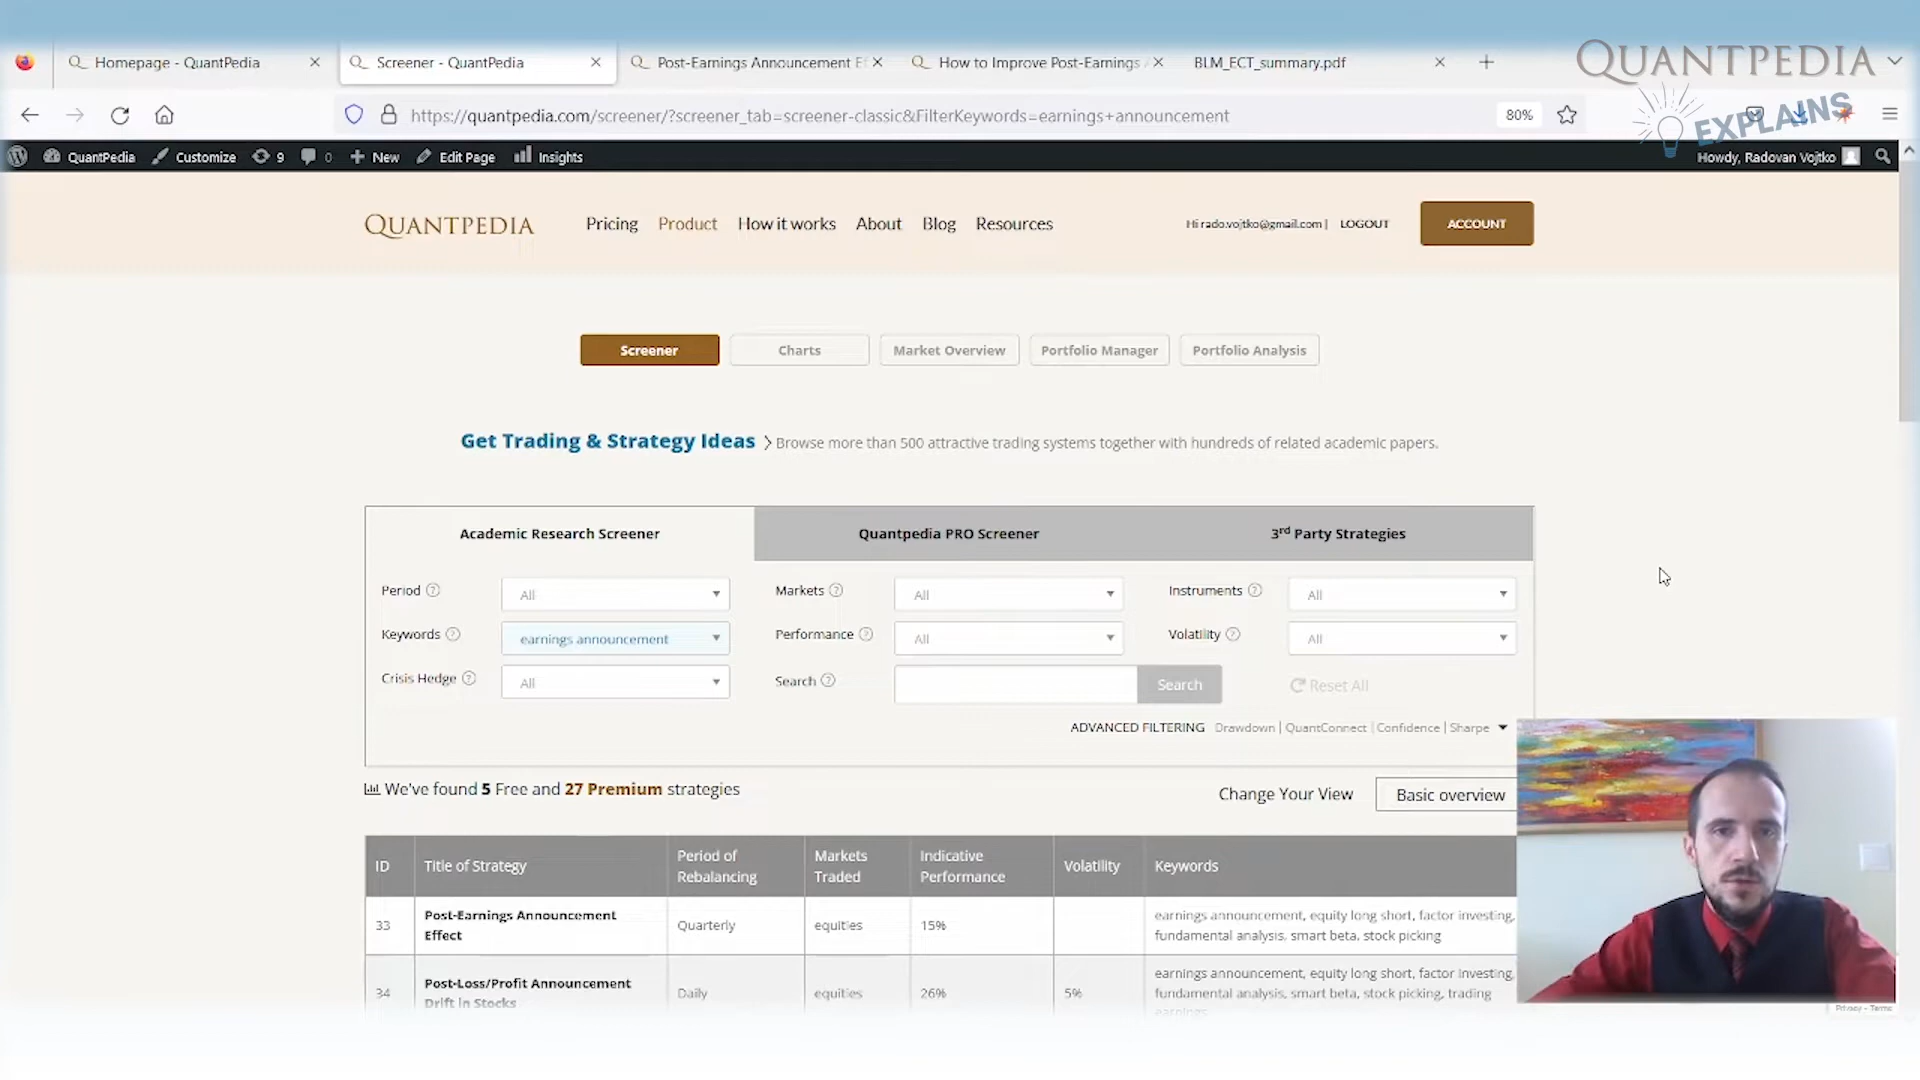 Homepage - QuantPedia
Screener - QuantPedia
Post-Earnings Announcement E
How to Improve Post-Earnings A
BLM_ECT_summary.pdf
QUANTPEDIA
EXPLAINS
https://quantpedia.com/screener/?screener_tab=screener-classic&FilterKeywords=earnings+announcement
80%
QuantPedia
Customize
9
0
New
Edit Page
Insights
Howdy, Radovan Vojtko
QUANTPEDIA
Pricing
Product
How it works
About
Blog
Resources
Hi rado.vojtko@gmail.com |
LOGOUT
ACCOUNT
Screener
Charts
Market Overview
Portfolio Manager
Portfolio Analysis
Get Trading & Strategy Ideas
Browse more than 500 attractive trading systems together with hundreds of related academic papers.
Academic Research Screener
Quantpedia PRO Screener
3rd Party Strategies
Period
All
Markets
All
Instruments
All
Keywords
earnings announcement
Performance
All
Volatility
All
Crisis Hedge
All
Search
Search
Reset All
ADVANCED FILTERING Drawdown | QuantConnect | Confidence | Sharpe
We've found 5 Free and 27 Premium strategies
Change Your View
Basic overview
ID
Title of Strategy
Period of
Rebalancing
Markets
Traded
Indicative
Performance
Volatility
Keywords
33
Post-Earnings Announcement
Effect
Quarterly
equities
15%
earnings announcement, equity long short, factor investing,
fundamental analysis, smart beta, stock picking
34
Post-Loss/Profit Announcement
Drift in Stocks
Daily
equities
26%
5%
earnings announcement, equity long short, factor investing,
fundamental analysis, smart beta, stock picking, trading
earnings
Privacy - Terms